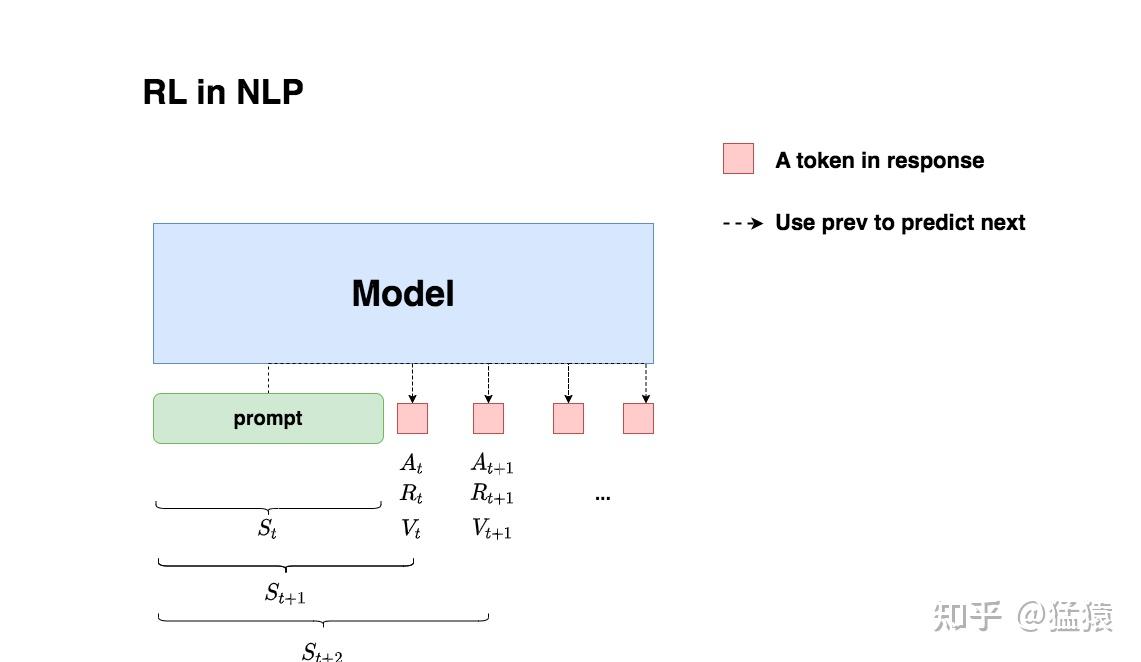 RL in NLP
A token in response
Use prev to predict next
Model
prompt
A_t A_{t+1}
R_t R_{t+1} ...
V_t V_{t+1}
S_t
S_{t+1}
S_{t+2}
知乎 @猛猿